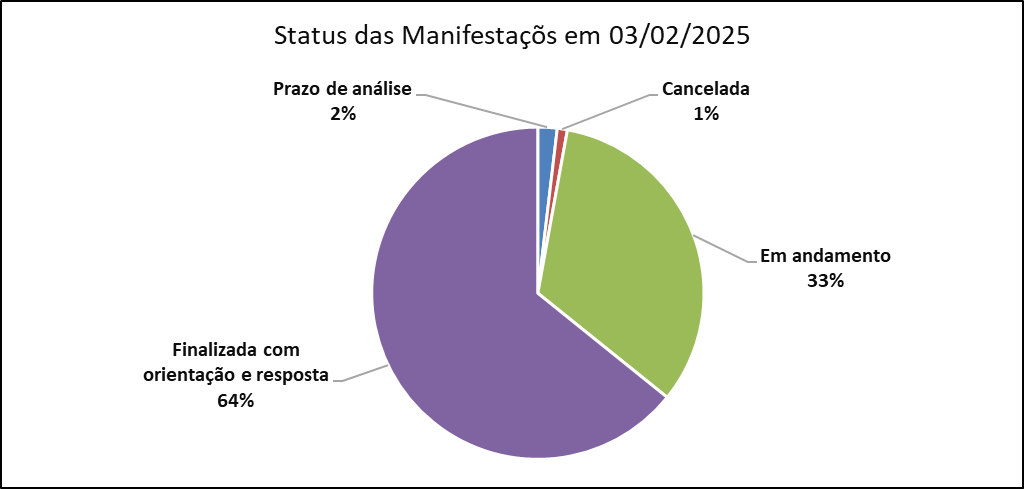 Status das Manifestaçõs em 03/02/2025
Prazo de análise
2%
Cancelada
1%
Em andamento
33%
Finalizada com
orientação e resposta
64%